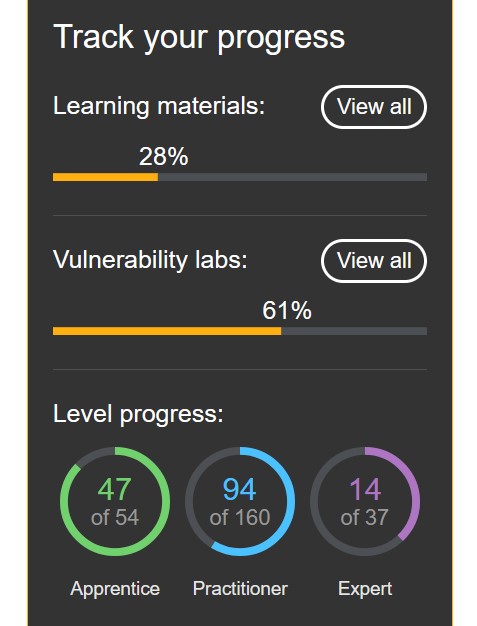 Track your progress
Learning materials: View all
28%
Vulnerability labs: View all
61%
Level progress:
47 94 14
of 54 of 160 of 37
Apprentice Practitioner Expert